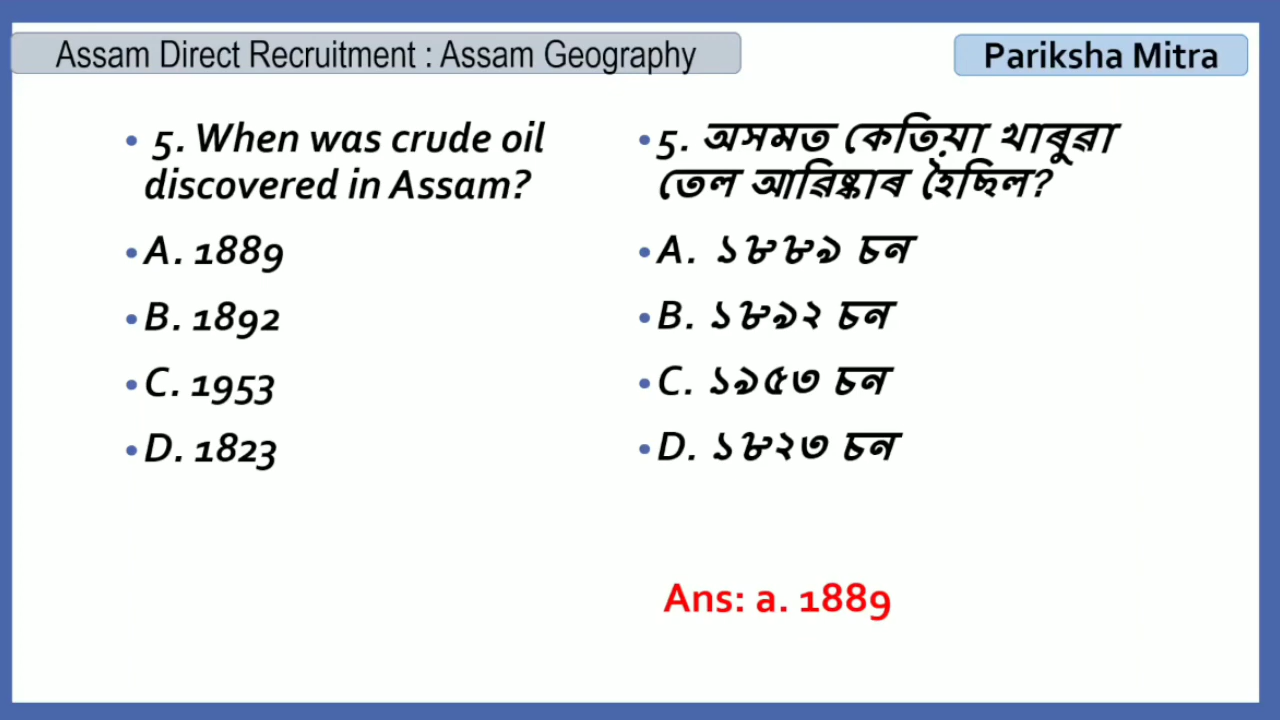 Assam Direct Recruitment : Assam Geography
Pariksha Mitra
• 5. When was crude oil
discovered in Assam?
• A. 1889
• B. 1892
• C. 1953
• D. 1823
• 5. অসমত কেতিয়া খাৰুৱা
তেল আৱিষ্কাৰ হৈছিল?
• A. ১৮৮৯ চন
• B. ১৮৯২ চন
• C. ১৯৫৩ চন
• D. ১৮২৩ চন
Ans: a. 1889